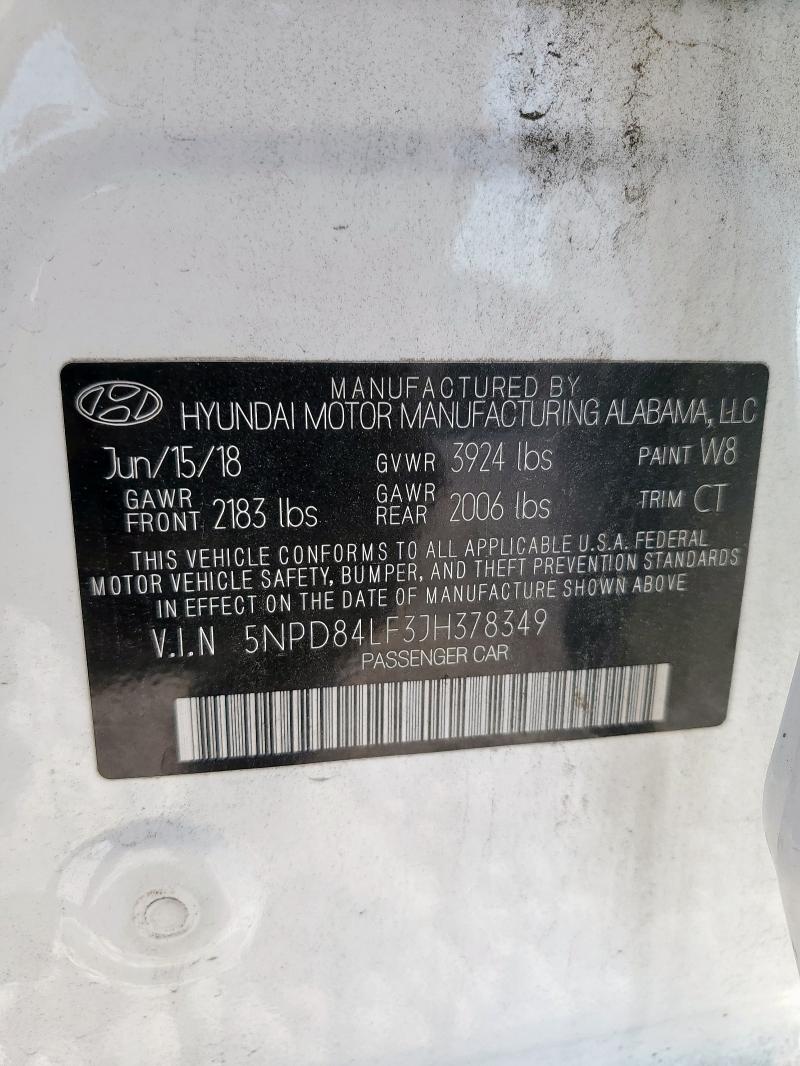 MANUFACTURED BY
HYUNDAI MOTOR MANUFACTURING ALABAMA, LLC
Jun/15/18 GVWR 3924 lbs PAINT W8
GAWR FRONT 2183 lbs GAWR REAR 2006 lbs TRIM CT
THIS VEHICLE CONFORMS TO ALL APPLICABLE U.S.A. FEDERAL
MOTOR VEHICLE SAFETY, BUMPER, AND THEFT PREVENTION STANDARDS
IN EFFECT ON THE DATE OF MANUFACTURE SHOWN ABOVE
V.I.N 5NPD84LF3JH378349
PASSENGER CAR